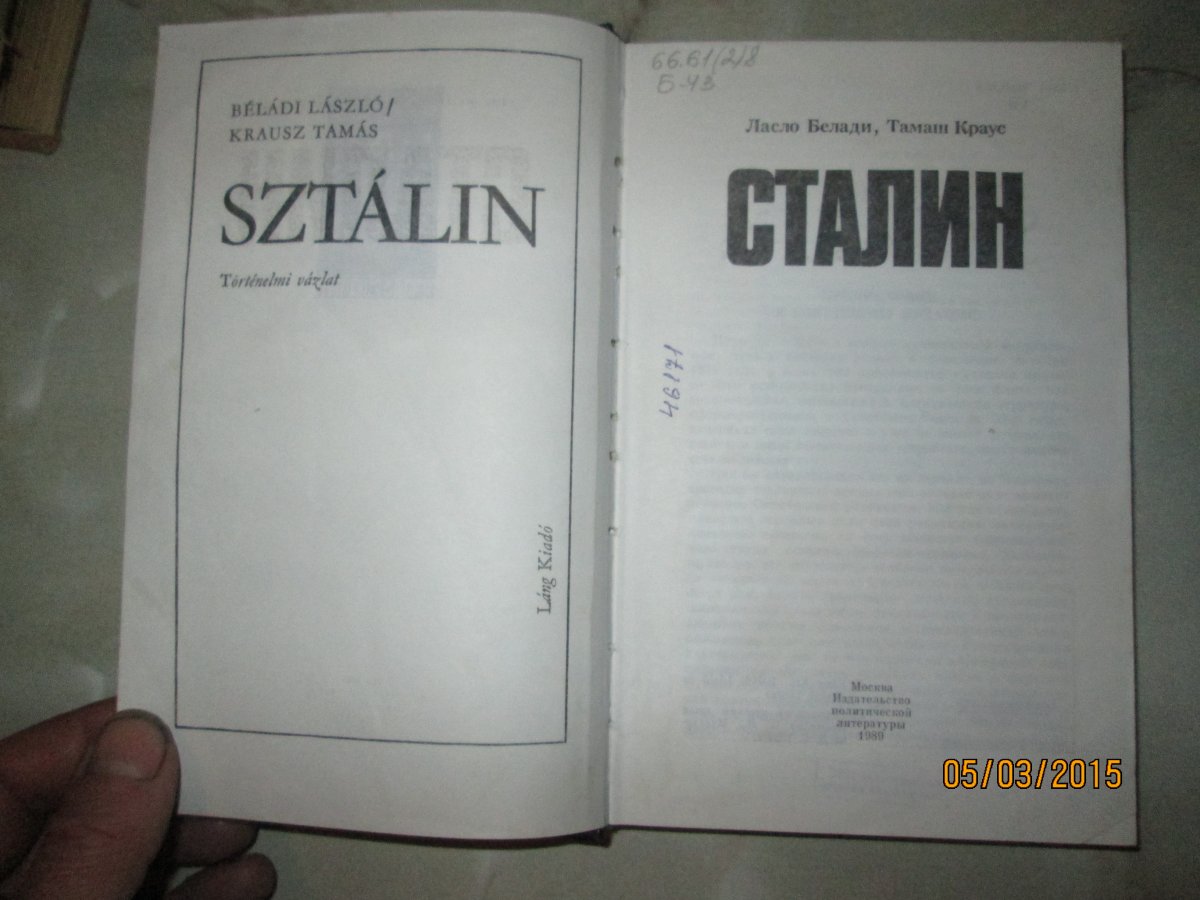 BÉLÁDI LÁSZLÓ/
KRAUSZ TAMÁS
SZTÁLIN
Történelmi vázlat
Láng Kiadó
66.61(2)8
Б-43
Ласло Белади, Тамаш Краус
СТАЛИН
46171
Москва
Издательство
политической
литературы
1989
05/03/2015